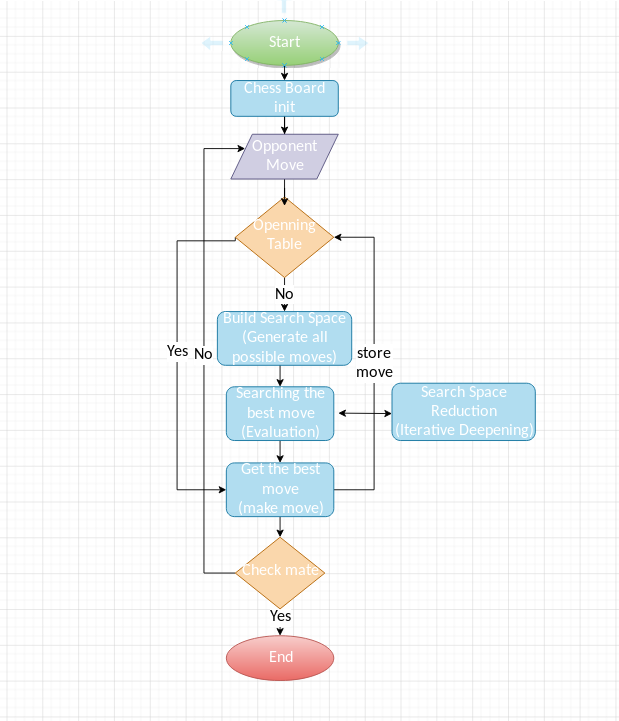 Start
Chess Board
init
Opponent
Move
Openning
Table
No
Build Search Space
(Generate all
possible moves)
Yes
No
store
move
Searching the
best move
(Evaluation)
Search Space
Reduction
(Iterative Deepening)
Get the best
move
(make move)
Check mate
Yes
End